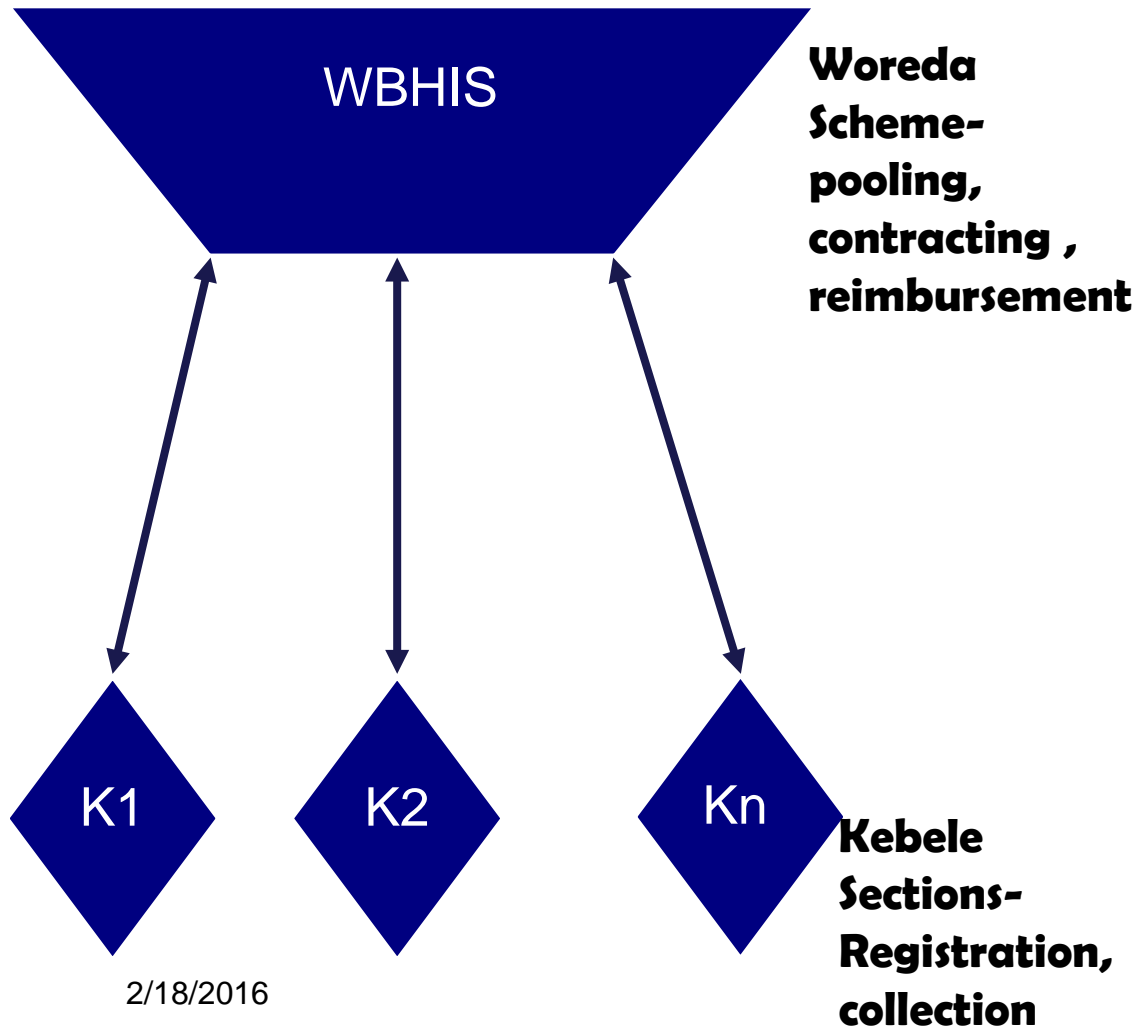 WBHIS
Woreda
Scheme-
pooling,
contracting ,
reimbursement
K1
K2
Kn
Kebele
Sections-
Registration,
collection
2/18/2016